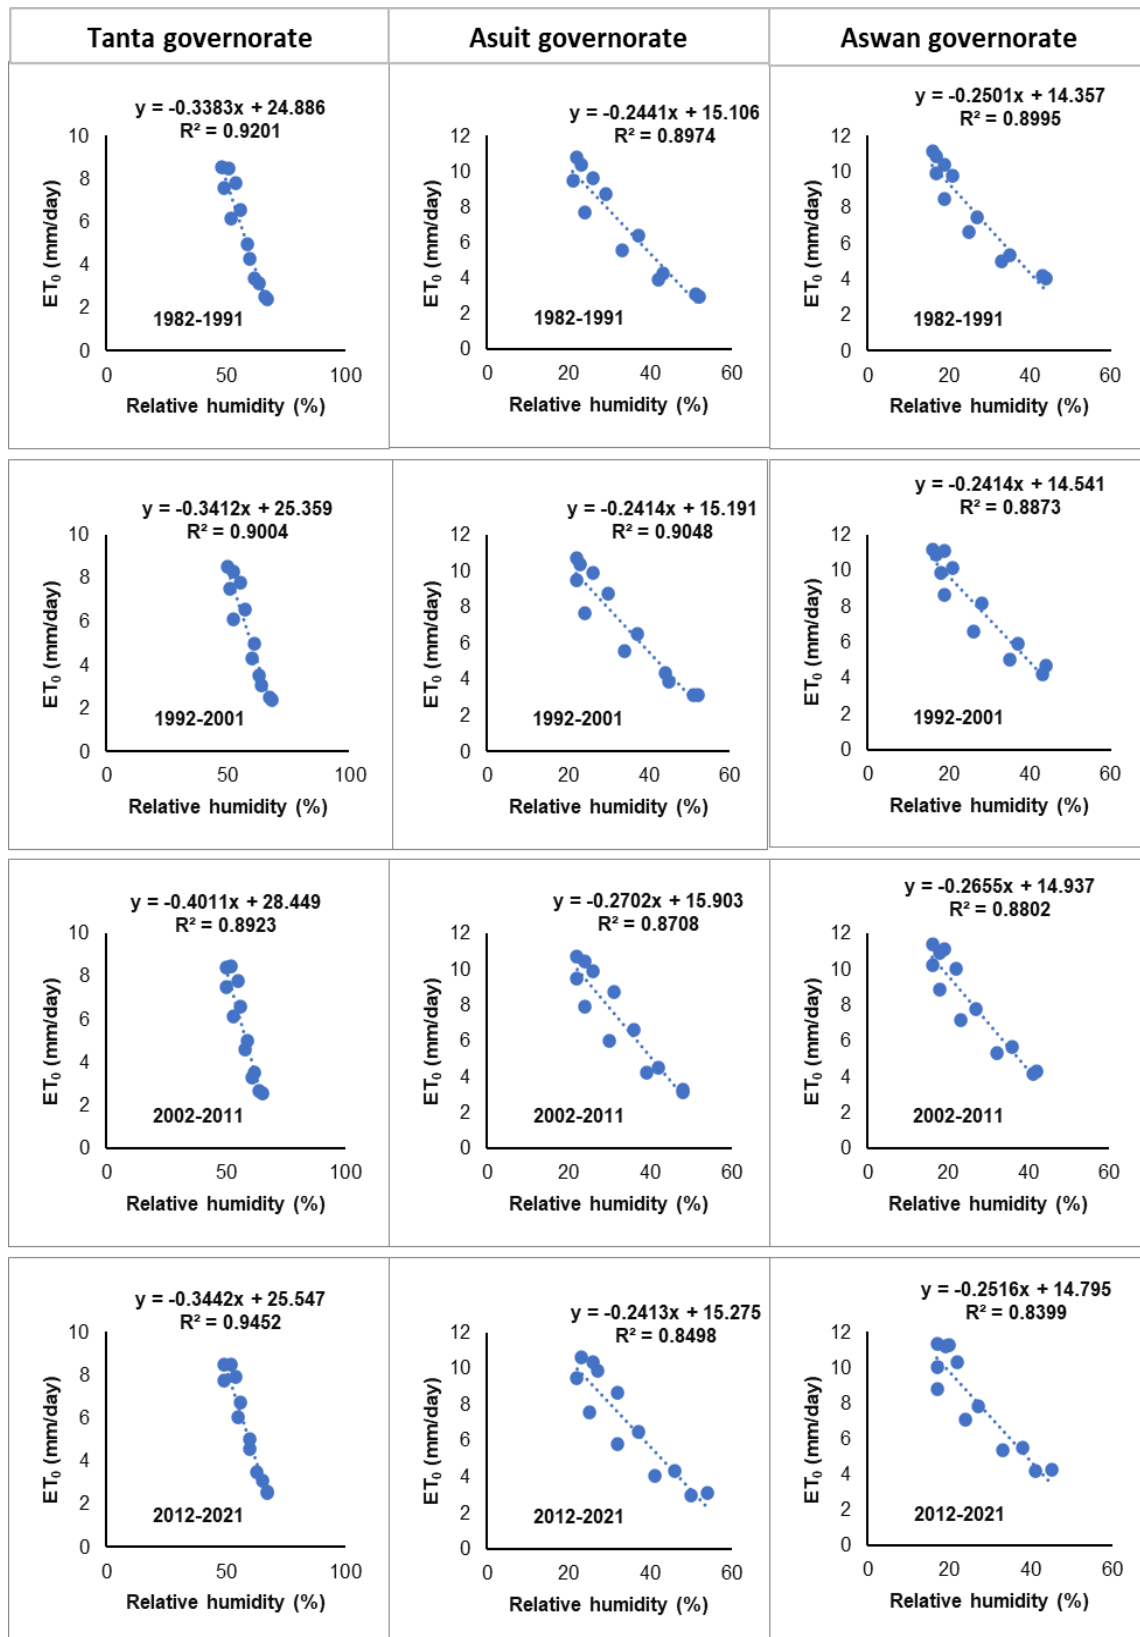 Tanta governorate
Asuit governorate
Aswan governorate
y = -0.3383x + 24.886
R² = 0.9201
10
8
6
4
2
0
ET₀ (mm/day)
1982-1991
0 50 100
Relative humidity (%)
y = -0.2441x + 15.106
R² = 0.8974
12
10
8
6
4
2
0
ET₀ (mm/day)
1982-1991
0 20 40 60
Relative humidity (%)
y = -0.2501x + 14.357
R² = 0.8995
12
10
8
6
4
2
0
ET₀ (mm/day)
1982-1991
0 20 40 60
Relative humidity (%)
y = -0.3412x + 25.359
R² = 0.9004
10
8
6
4
2
0
ET₀ (mm/day)
1992-2001
0 50 100
Relative humidity (%)
y = -0.2414x + 15.191
R² = 0.9048
12
10
8
6
4
2
0
ET₀ (mm/day)
1992-2001
0 20 40 60
Relative humidity (%)
y = -0.2414x + 14.541
R² = 0.8873
12
10
8
6
4
2
0
ET₀ (mm/day)
1992-2001
0 20 40 60
Relative humidity (%)
y = -0.4011x + 28.449
R² = 0.8923
10
8
6
4
2
0
ET₀ (mm/day)
2002-2011
0 50 100
Relative humidity (%)
y = -0.2702x + 15.903
R² = 0.8708
12
10
8
6
4
2
0
ET₀ (mm/day)
2002-2011
0 20 40 60
Relative humidity (%)
y = -0.2655x + 14.937
R² = 0.8802
12
10
8
6
4
2
0
ET₀ (mm/day)
2002-2011
0 20 40 60
Relative humidity (%)
y = -0.3442x + 25.547
R² = 0.9452
10
8
6
4
2
0
ET₀ (mm/day)
2012-2021
0 50 100
Relative humidity (%)
y = -0.2413x + 15.275
R² = 0.8498
12
10
8
6
4
2
0
ET₀ (mm/day)
2012-2021
0 20 40 60
Relative humidity (%)
y = -0.2516x + 14.795
R² = 0.8399
12
10
8
6
4
2
0
ET₀ (mm/day)
2012-2021
0 20 40 60
Relative humidity (%)